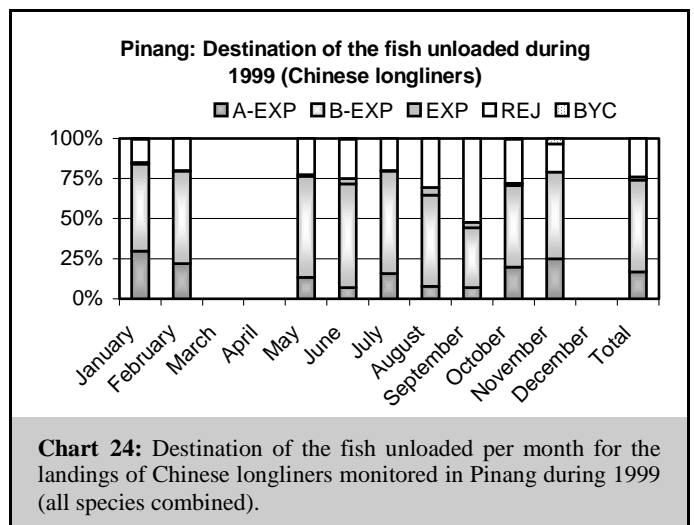 Pinang: Destination of the fish unloaded during
1999 (Chinese longliners)
A-EXP B-EXP EXP REJ BYC
100%
75%
50%
25%
0%
January
February
March
April
May
June
July
August
September
October
November
December
Total
Chart 24: Destination of the fish unloaded per month for the
landings of Chinese longliners monitored in Pinang during 1999
(all species combined).